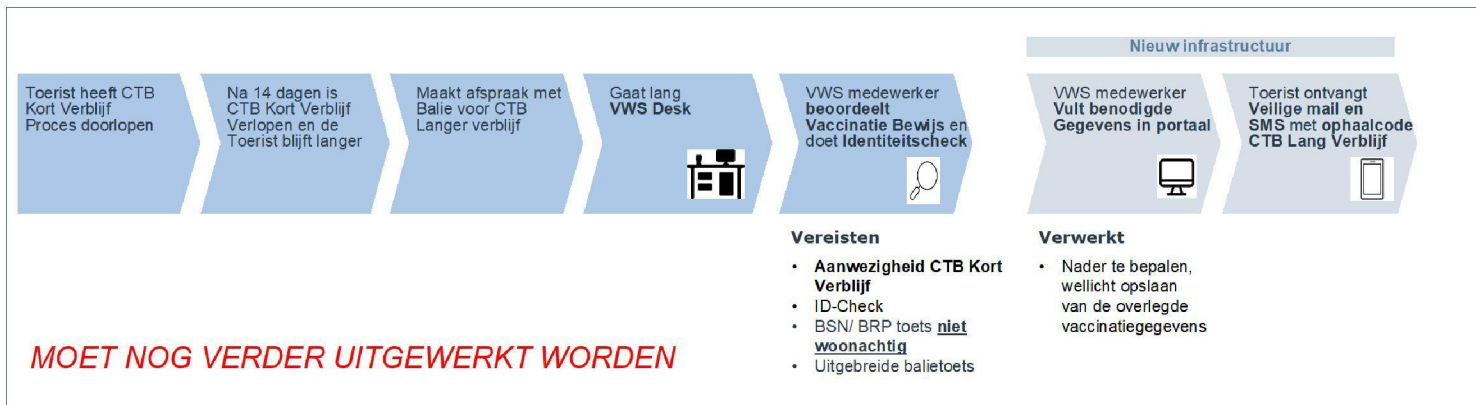 Nieuw infrastructuur
Toerist heeft CTB
Kort Verblijf
Proces doorlopen
Na 14 dagen is
CTB Kort Verblijf
Verlopen en de
Toerist blijft langer
Maakt afspraak met
Balie voor CTB
Langer verblijf
Gaat lang
VWS Desk
VWS medewerker
beoordeelt
Vaccinatie Bewijs en
doet Identiteitscheck
VWS medewerker
Vult benodigde
Gegevens in portaal
Toerist ontvangt
Veilige mail en
SMS met ophaalcode
CTB Lang Verblijf
Vereisten
• Aanwezigheid CTB Kort
Verblijf
• ID-Check
• BSN/ BRP toets niet
woonachtig
• Uitgebreide balietoets
Verwerkt
• Nader te bepalen,
wellicht opslaan
van de overlegde
vaccinatiegegevens
MOET NOG VERDER UITGEWERKT WORDEN